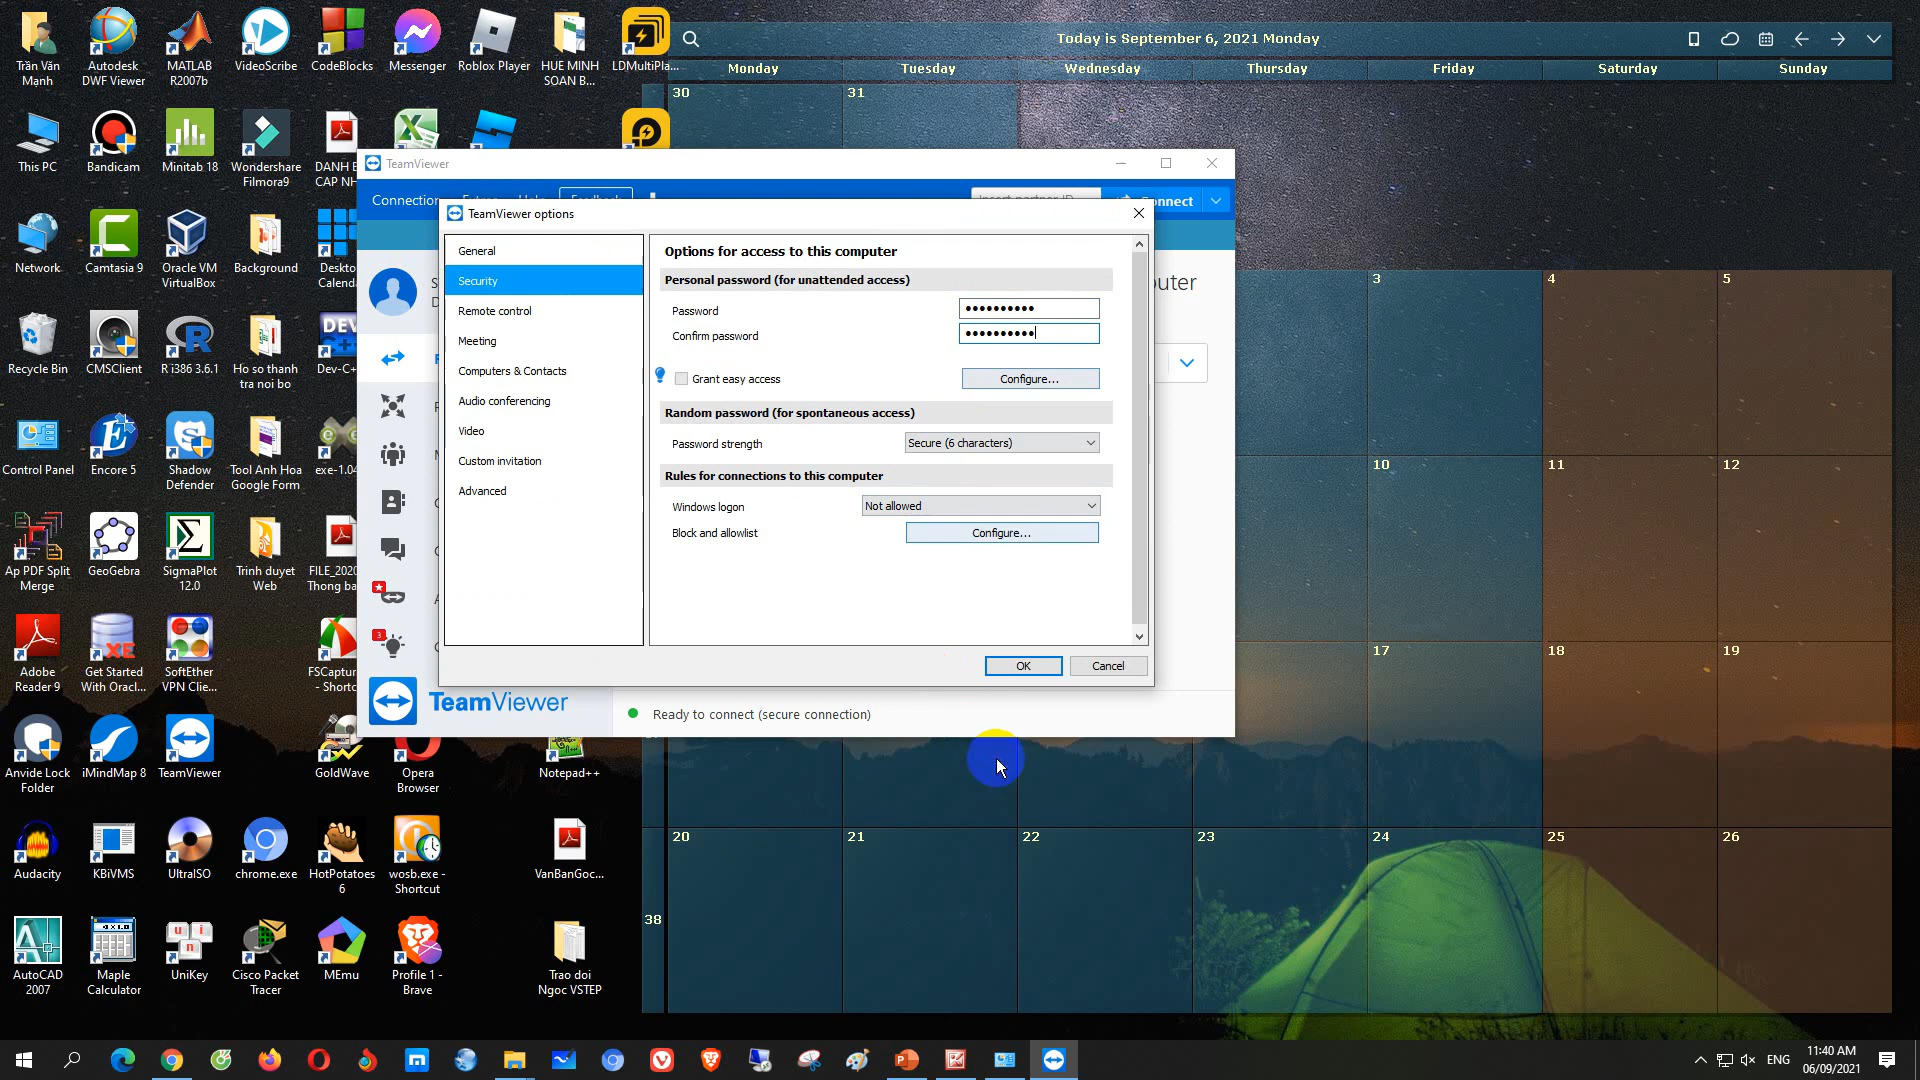 Trần Văn
Mạnh
Autodesk
DWF Viewer
MATLAB
R2007b
VideoScribe
CodeBlocks
Messenger
Roblox Player
HUE MINH
SOAN B...
LDMultiPla...
This PC
Bandicam
Minitab 18
Wondershare
Filmora9
DANH
CAP NH
Network
Camtasia 9
Oracle VM
VirtualBox
Background
Deskto
Calend
Recycle Bin
CMSClient
R i386 3.6.1
Ho so thanh
tra noi bo
Dev-C+
Control Panel
Encore 5
Shadow
Defender
Tool Anh Hoa
Google Form
exe-1.04
Ap PDF Split
Merge
GeoGebra
SigmaPlot
12.0
Trinh duyet
Web
FILE_2020
Thong ba
Adobe
Reader 9
Get Started
With Oracl...
SoftEther
VPN Clie...
FSCaptur
- Shortc
Anvide Lock
Folder
iMindMap 8
TeamViewer
GoldWave
Opera
Browser
Notepad++
Audacity
KBiVMS
UltraISO
chrome.exe
HotPotatoes
6
wosb.exe -
Shortcut
VanBanGoc...
AutoCAD
2007
Maple
Calculator
UniKey
Cisco Packet
Tracer
MEmu
Profile 1 -
Brave
Trao doi
Ngoc VSTEP
Today is September 6, 2021 Monday
Monday Tuesday Wednesday Thursday Friday Saturday Sunday
30 31
3 4 5
10 11 12
17 18 19
20 21 22 23 24 25 26
38
TeamViewer
Connection
Feedback
Insert partner ID
onnect
uter
TeamViewer options
General
Security
Remote control
Meeting
Computers & Contacts
Audio conferencing
Video
Custom invitation
Advanced
Options for access to this computer
Personal password (for unattended access)
Password ••••••••••
Confirm password ••••••••••
Grant easy access Configure...
Random password (for spontaneous access)
Password strength Secure (6 characters)
Rules for connections to this computer
Windows logon Not allowed
Block and allowlist Configure...
OK Cancel
3
TeamViewer
Ready to connect (secure connection)
ENG
11:40 AM
06/09/2021